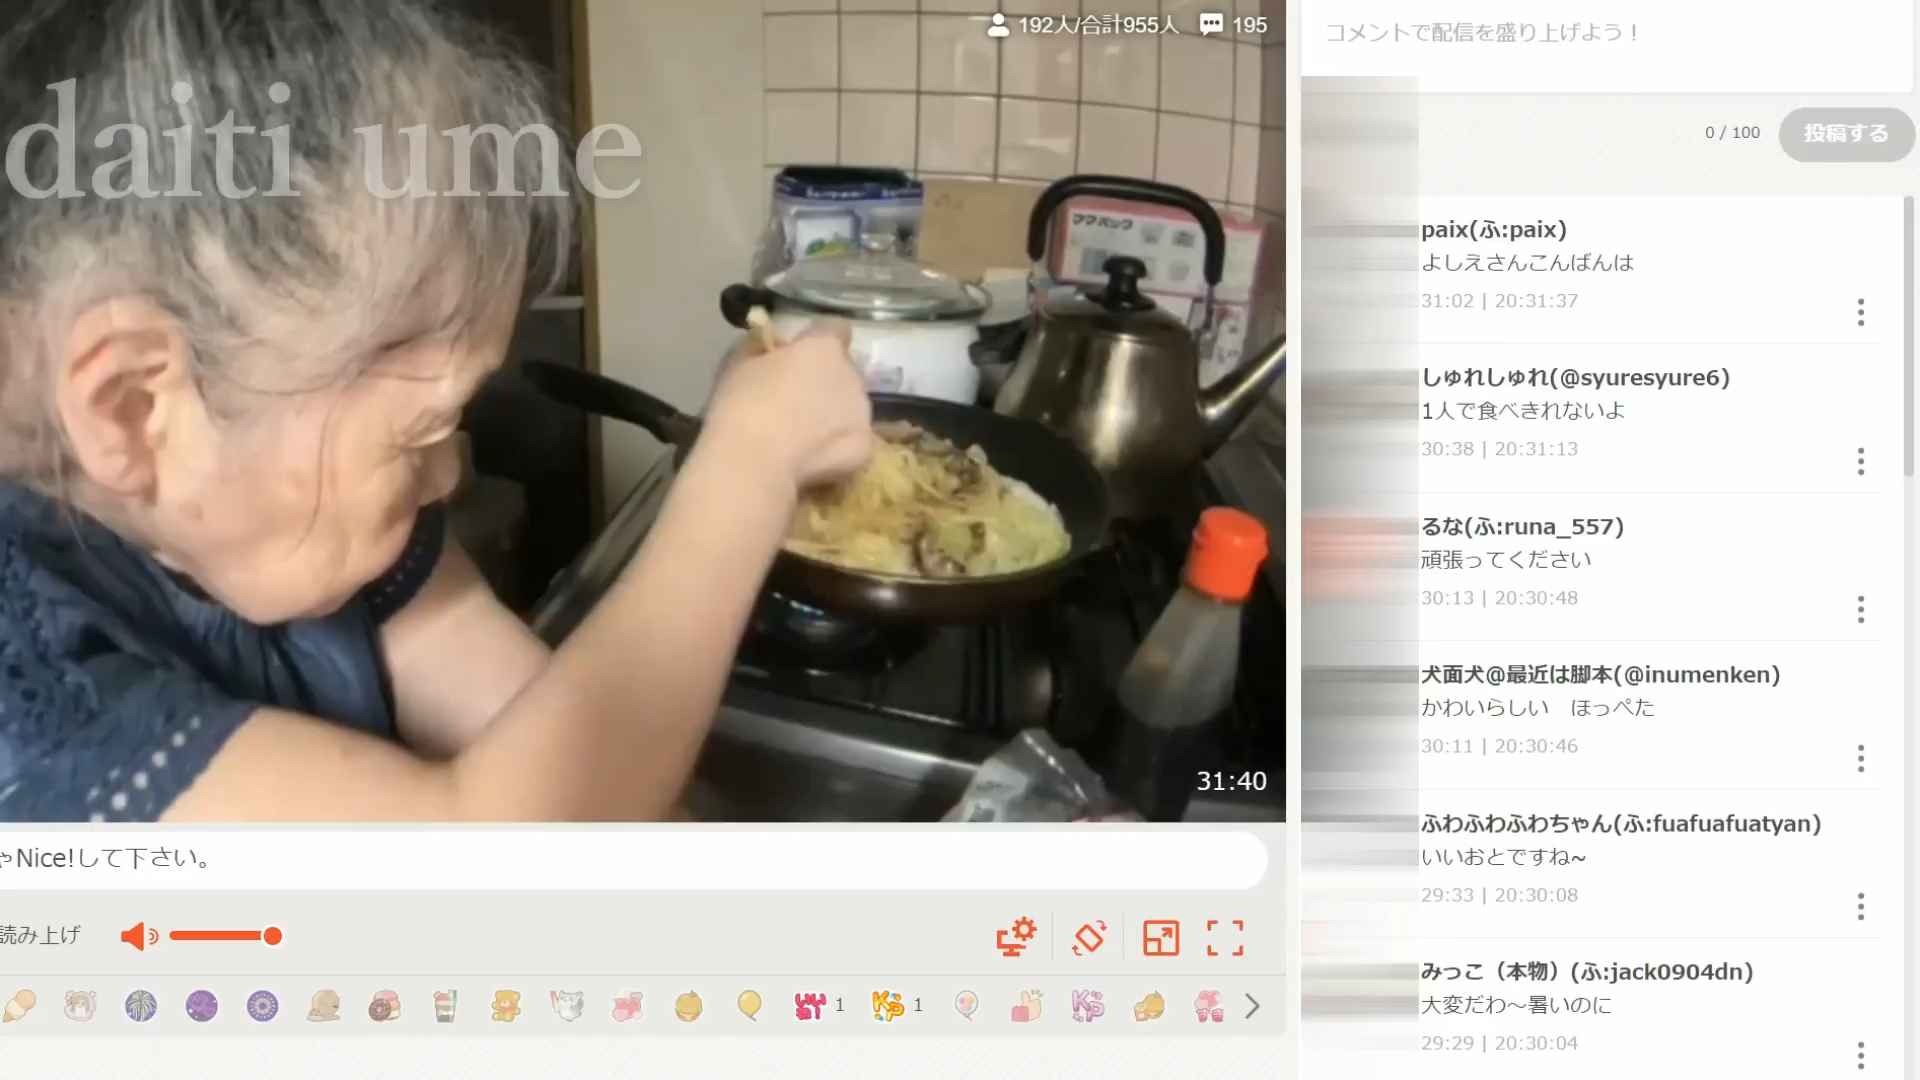 192人/合計955人 195
daiti ume
ママパック
31:40
Nice!して下さい。
読み上げ
1
1
コメントで配信を盛り上げよう！
0 / 100 投稿する
paix(ふ:paix)
よしえさんこんばんは
31:02 | 20:31:37
しゅれしゅれ(@syuresyure6)
1人で食べきれないよ
30:38 | 20:31:13
るな(ふ:runa_557)
頑張ってください
30:13 | 20:30:48
犬面犬@最近は脚本(@inumenken)
かわいらしい　ほっぺた
30:11 | 20:30:46
ふわふわふわちゃん(ふ:fuafuafuatyan)
いいおとですね~
29:33 | 20:30:08
みっこ（本物）(ふ:jack0904dn)
大変だわ〜暑いのに
29:29 | 20:30:04